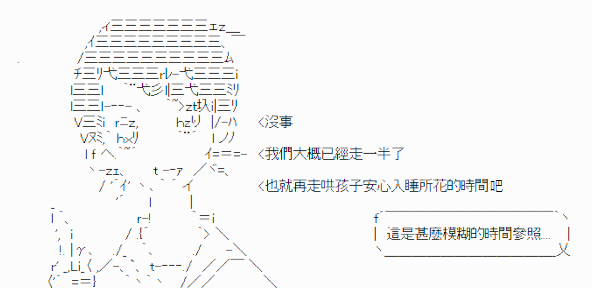 <沒事
<我們大概已經走一半了
<也就再走哄孩子安心入睡所花的時間吧
這是甚麼模糊的時間參照...